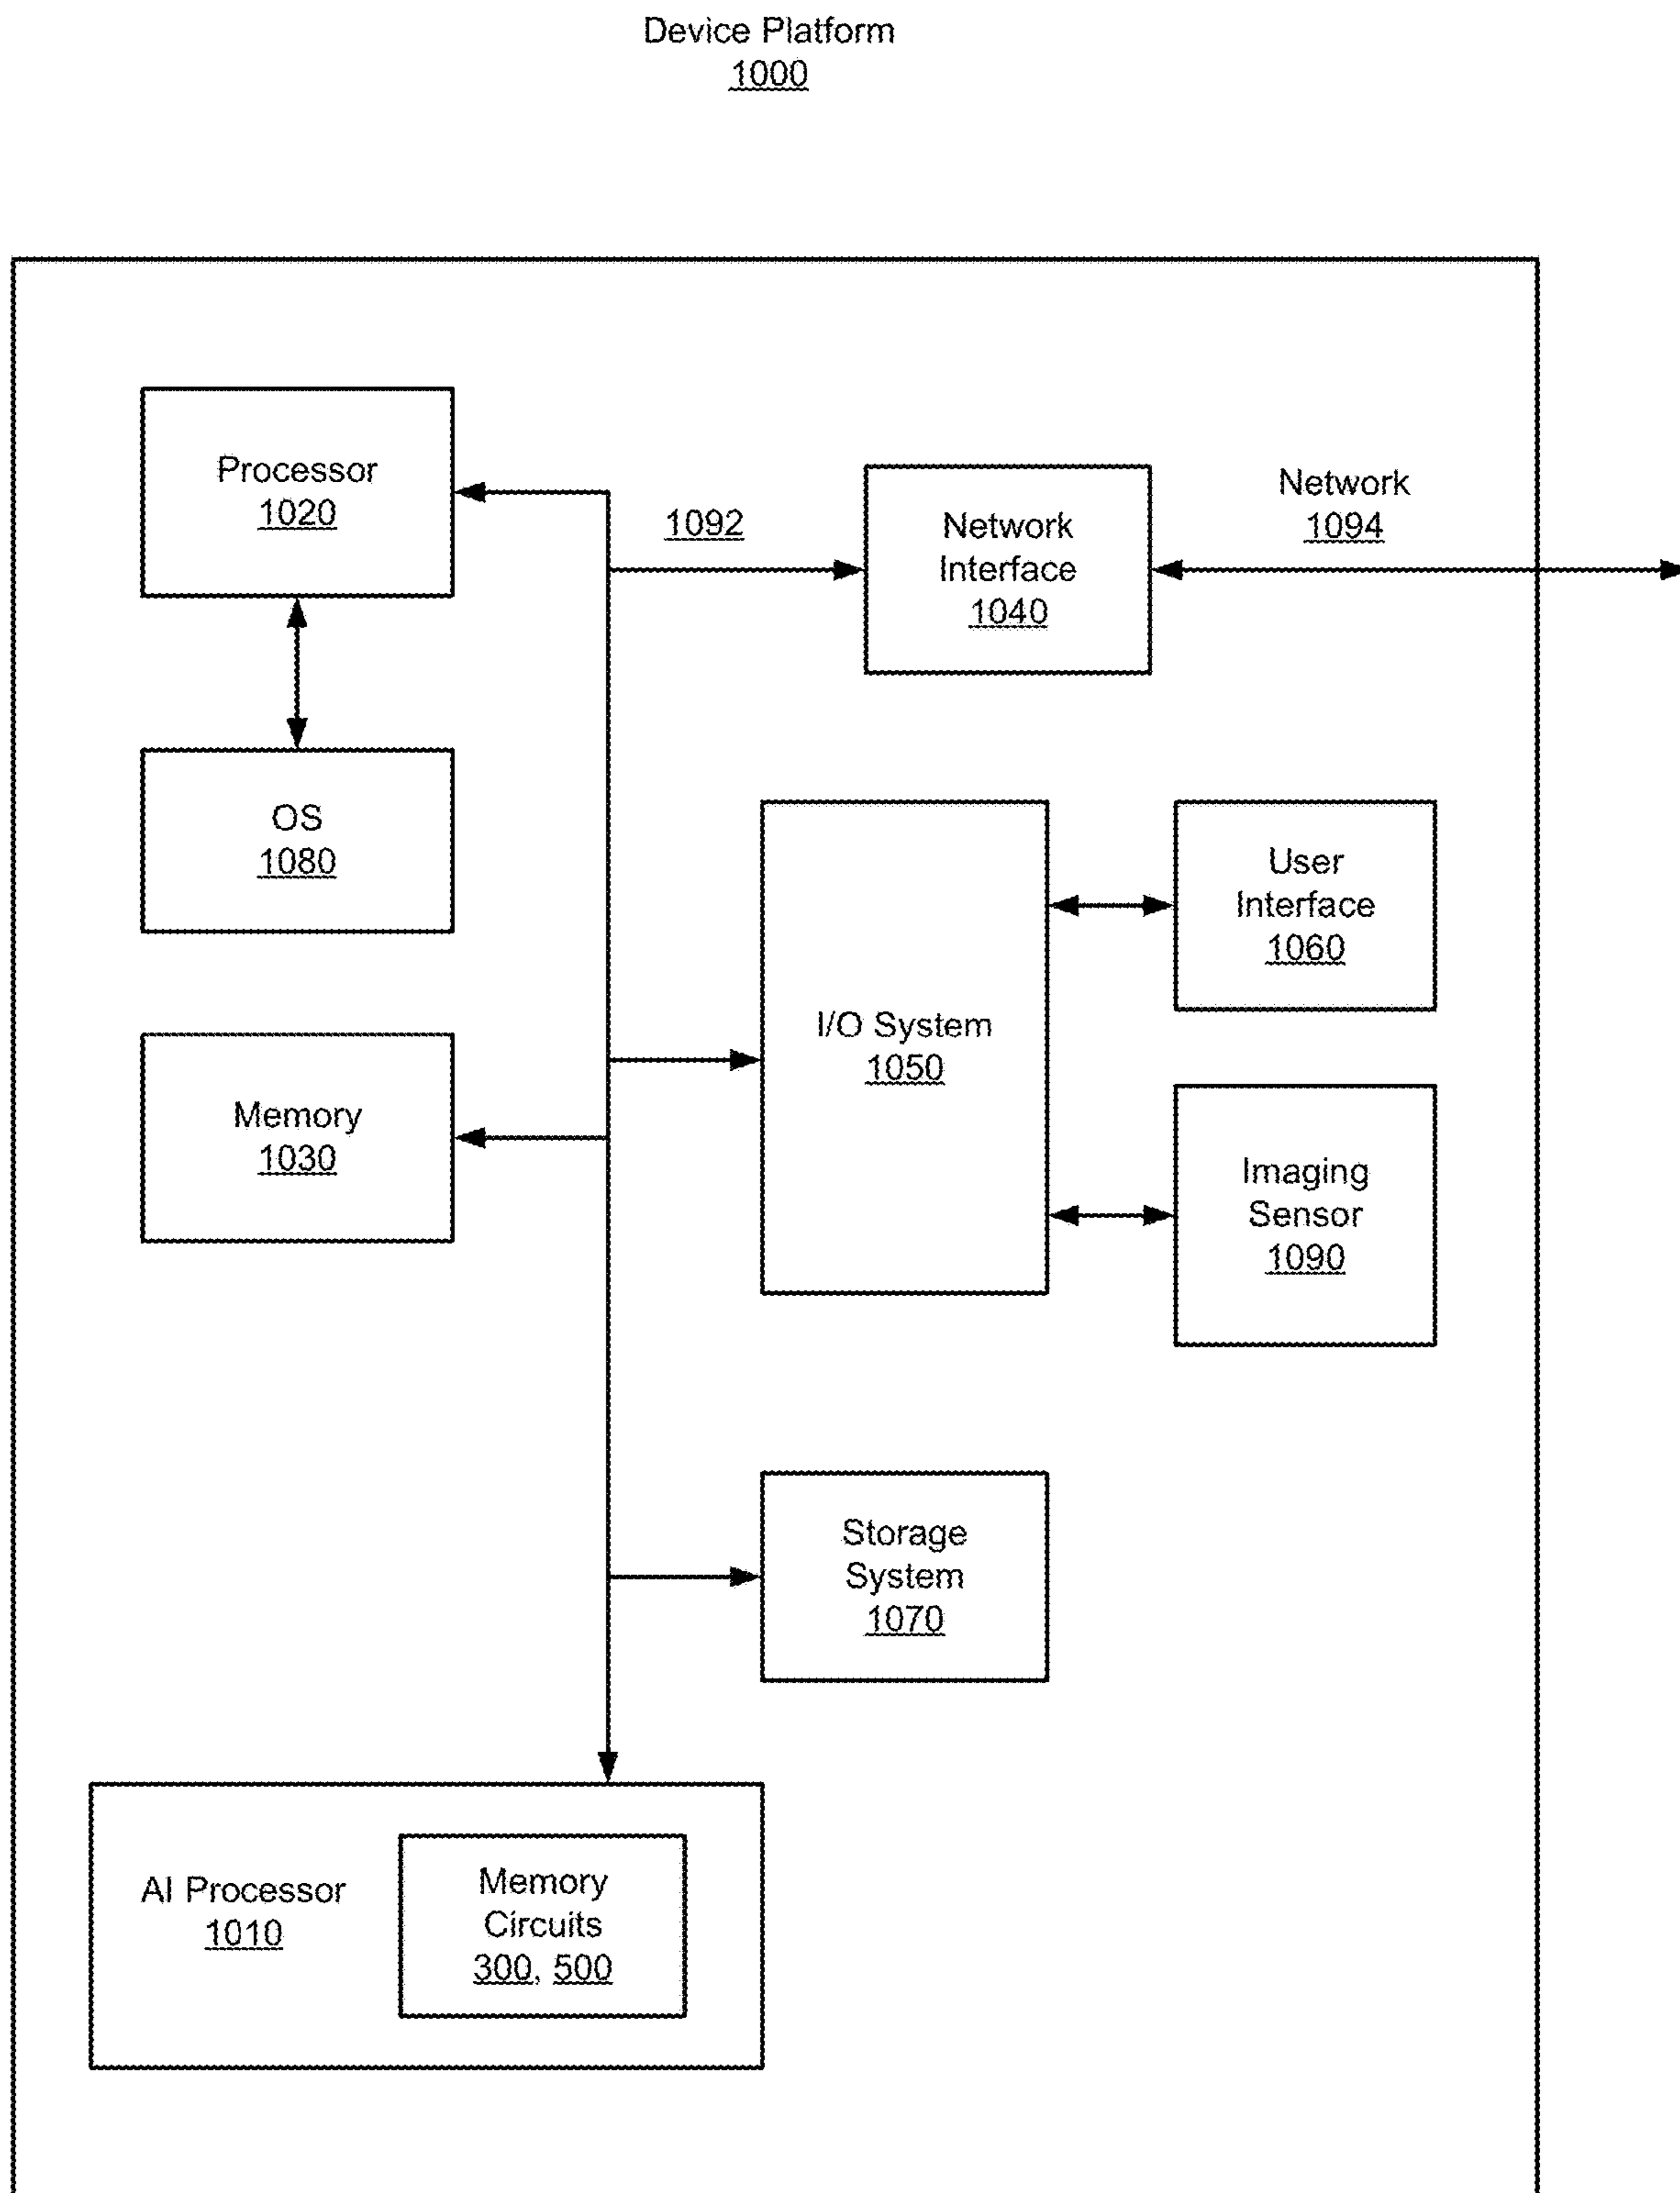 Device Platform
1000
Processor
1020
1092
Network
Interface
1040
Network
1094
OS
1080
I/O System
1050
User
Interface
1060
Memory
1030
Imaging
Sensor
1090
Storage
System
1070
AI Processor
1010
Memory
Circuits
300, 500